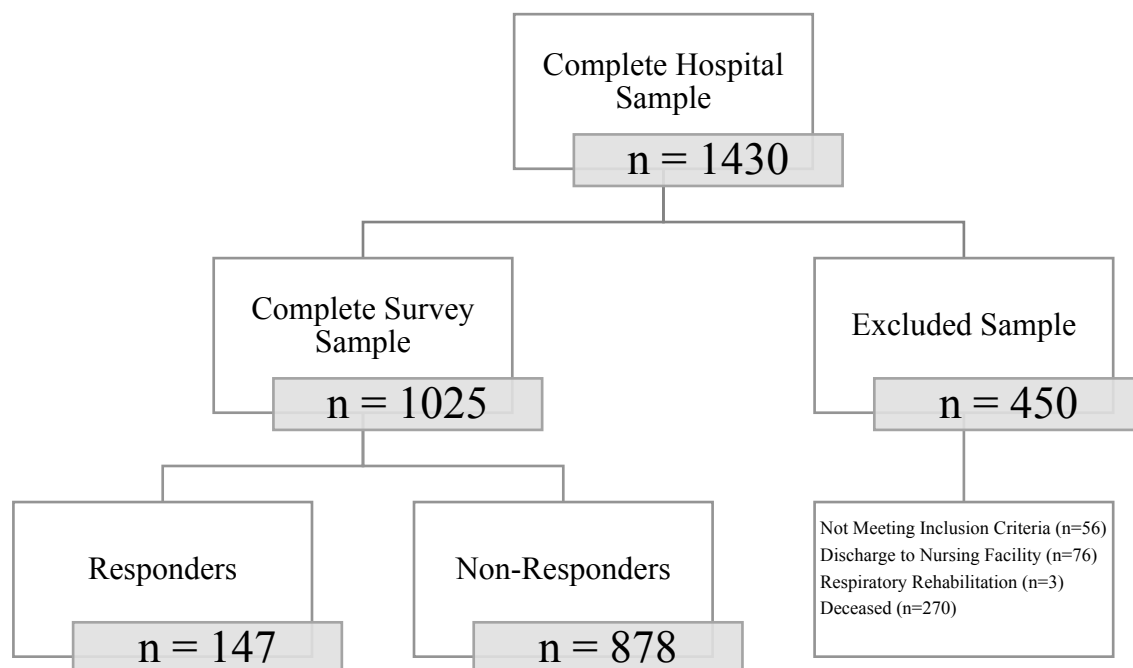 Complete Hospital
Sample
n = 1430
Complete Survey
Sample
n = 1025
Excluded Sample
n = 450
Responders
n = 147
Non-Responders
n = 878
Not Meeting Inclusion Criteria (n=56)
Discharge to Nursing Facility (n=76)
Respiratory Rehabilitation (n=3)
Deceased (n=270)